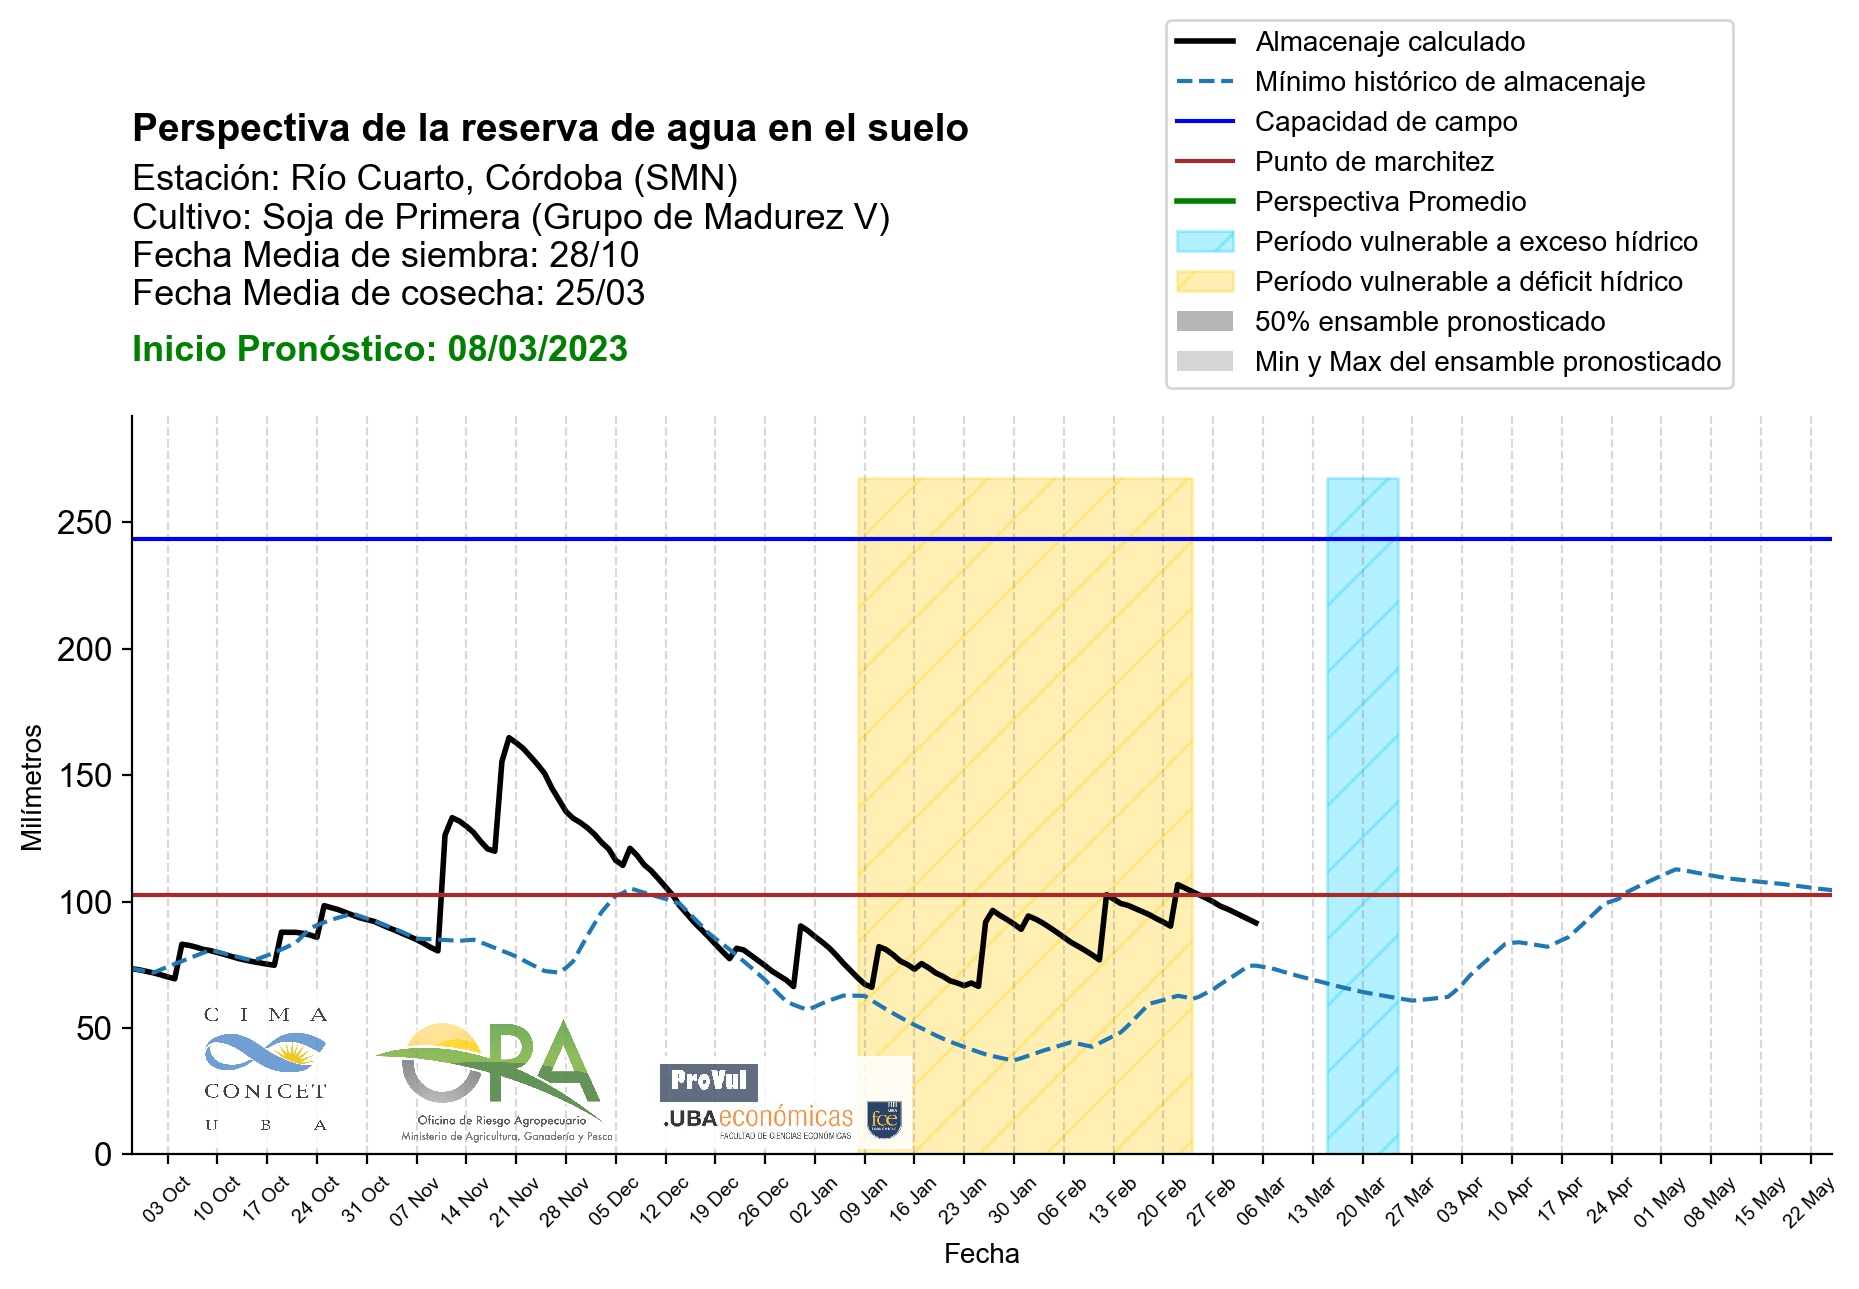 Almacenaje calculado
Mínimo histórico de almacenaje
Capacidad de campo
Punto de marchitez
Perspectiva Promedio
Período vulnerable a exceso hídrico
Período vulnerable a déficit hídrico
50% ensamble pronosticado
Min y Max del ensamble pronosticado
Perspectiva de la reserva de agua en el suelo
Estación: Río Cuarto, Córdoba (SMN)
Cultivo: Soja de Primera (Grupo de Madurez V)
Fecha Media de siembra: 28/10
Fecha Media de cosecha: 25/03
Inicio Pronóstico: 08/03/2023
Milímetros
250
200
150
100
50
0
CIMA
CONICET
UBA
ORA
Oficina de Riesgo Agropecuario
Ministerio de Agricultura, Ganadería y Pesca
ProVul
.UBAeconómicas
FACULTAD DE CIENCIAS ECONÓMICAS
fce
03 Oct
10 Oct
17 Oct
24 Oct
31 Oct
07 Nov
14 Nov
21 Nov
28 Nov
05 Dec
12 Dec
19 Dec
26 Dec
02 Jan
09 Jan
16 Jan
23 Jan
30 Jan
06 Feb
13 Feb
20 Feb
27 Feb
06 Mar
13 Mar
20 Mar
27 Mar
03 Apr
10 Apr
17 Apr
24 Apr
01 May
08 May
15 May
22 May
Fecha